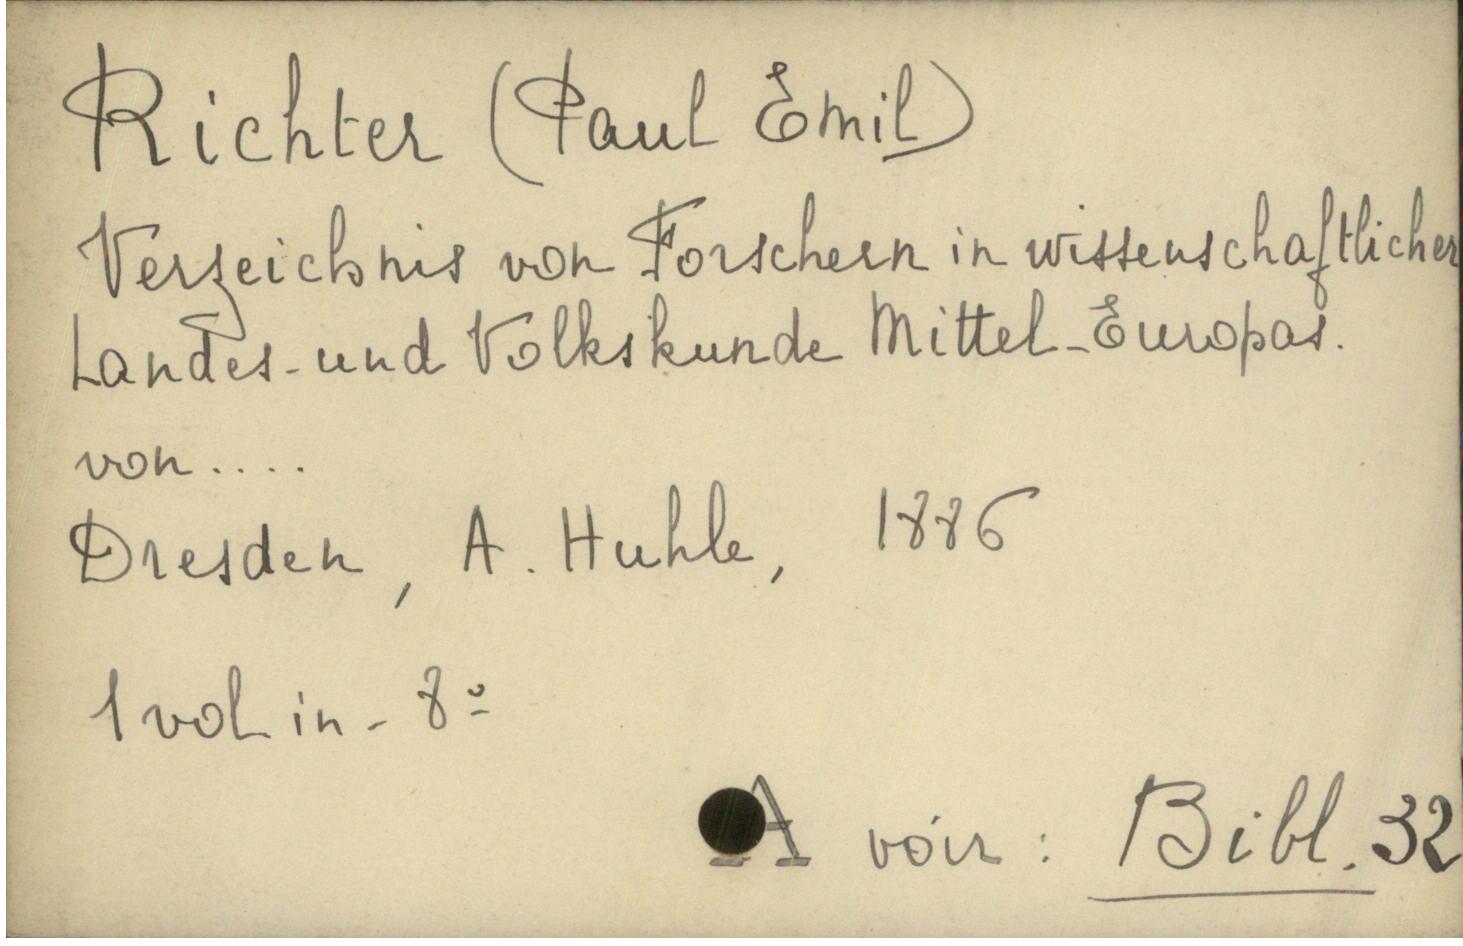 Richter (Paul Emil)
Verzeichnis von Forschern in wissenschaftlicher
Landes-und Volkskunde Mittel-Europas.
von....
Dresden, A. Huhle, 1886
1 vol in-8º
A voir : Bibl. 32